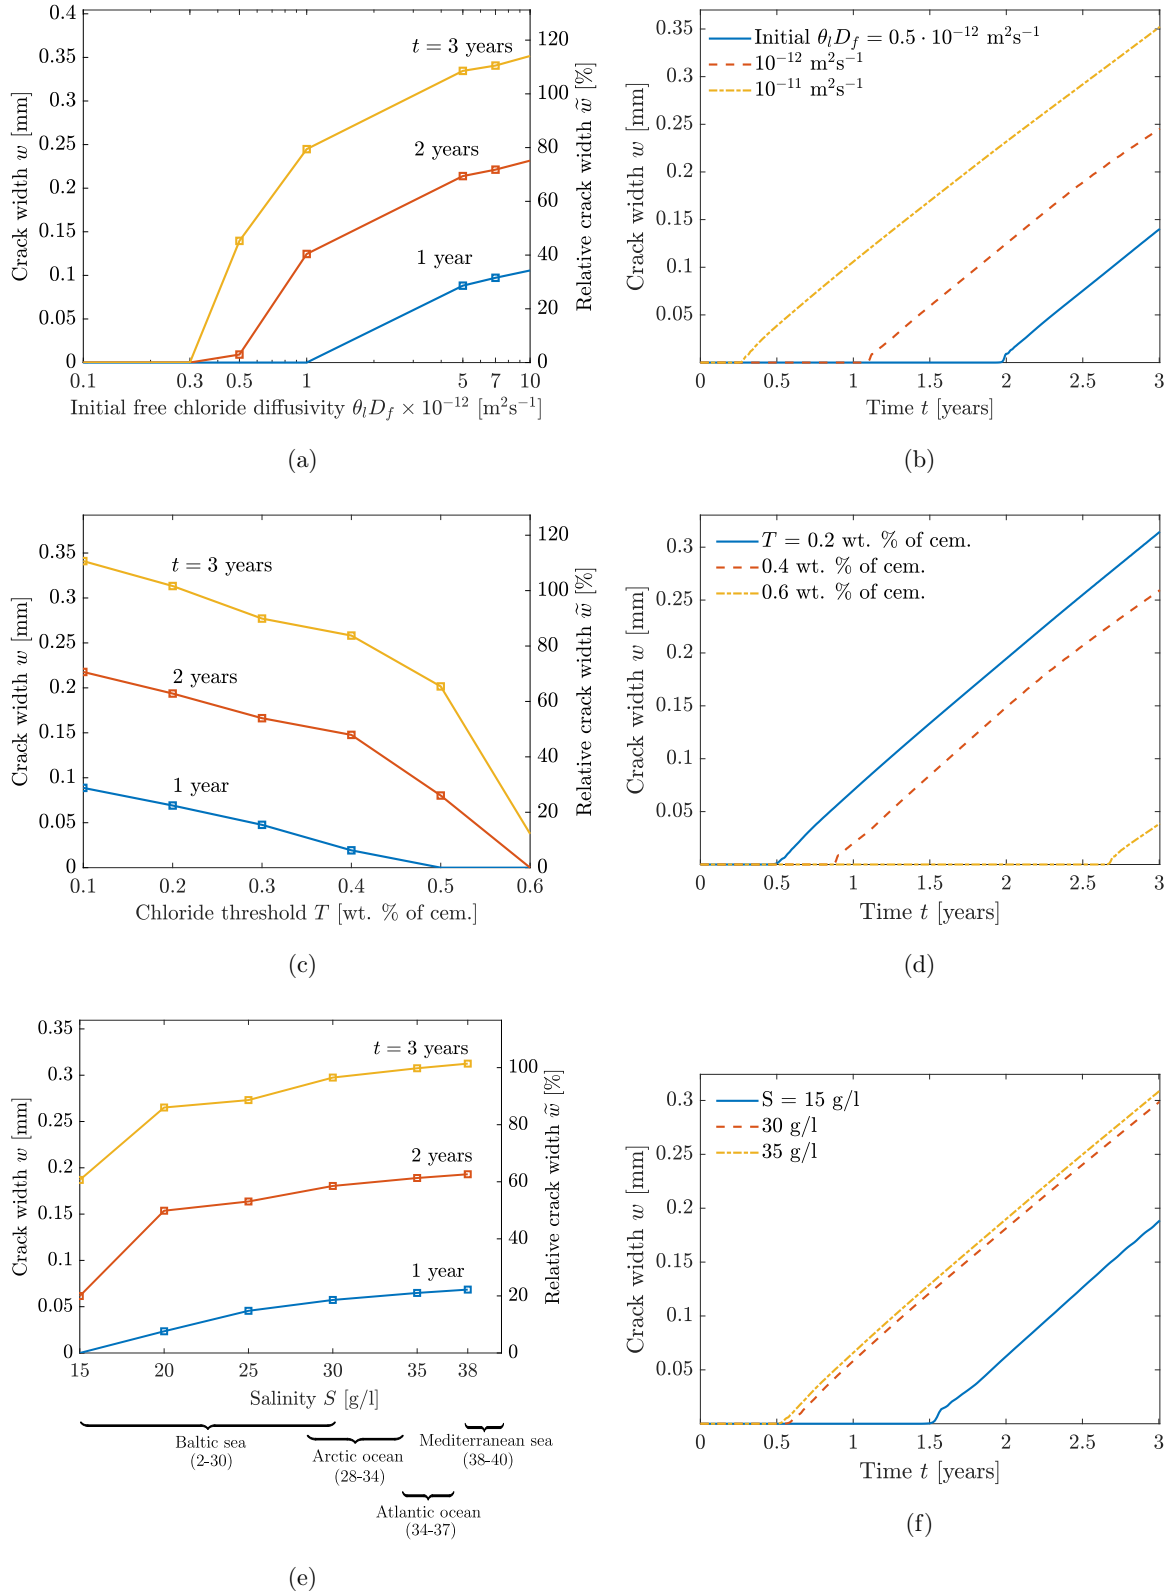 0.4
0.35
0.3
0.25
0.2
0.15
0.1
0.05
0
Crack width w [mm]
t = 3 years
2 years
1 year
120
100
80
60
40
20
0
Relative crack width w̃ [%]
0.1 0.3 0.5 1 5 7 10
Initial free chloride diffusivity θ_l D_f × 10⁻¹² [m²s⁻¹]
(a)
Initial θ_l D_f = 0.5 · 10⁻¹² m²s⁻¹
10⁻¹² m²s⁻¹
10⁻¹¹ m²s⁻¹
0.35
0.3
0.25
0.2
0.15
0.1
0.05
Crack width w [mm]
0 0.5 1 1.5 2 2.5 3
Time t [years]
(b)
0.35
0.3
0.25
0.2
0.15
0.1
0.05
0
Crack width w [mm]
t = 3 years
2 years
1 year
120
100
80
60
40
20
0
Relative crack width w̃ [%]
0.1 0.2 0.3 0.4 0.5 0.6
Chloride threshold T [wt. % of cem.]
(c)
T = 0.2 wt. % of cem.
0.4 wt. % of cem.
0.6 wt. % of cem.
0.3
0.25
0.2
0.15
0.1
0.05
Crack width w [mm]
0 0.5 1 1.5 2 2.5 3
Time t [years]
(d)
0.35
0.3
0.25
0.2
0.15
0.1
0.05
0
Crack width w [mm]
t = 3 years
2 years
1 year
100
80
60
40
20
0
Relative crack width w̃ [%]
15 20 25 30 35 38
Salinity S [g/l]
Baltic sea
(2-30)
Arctic ocean
(28-34)
Mediterranean sea
(38-40)
Atlantic ocean
(34-37)
(e)
S = 15 g/l
30 g/l
35 g/l
0.3
0.25
0.2
0.15
0.1
0.05
Crack width w [mm]
0 0.5 1 1.5 2 2.5 3
Time t [years]
(f)